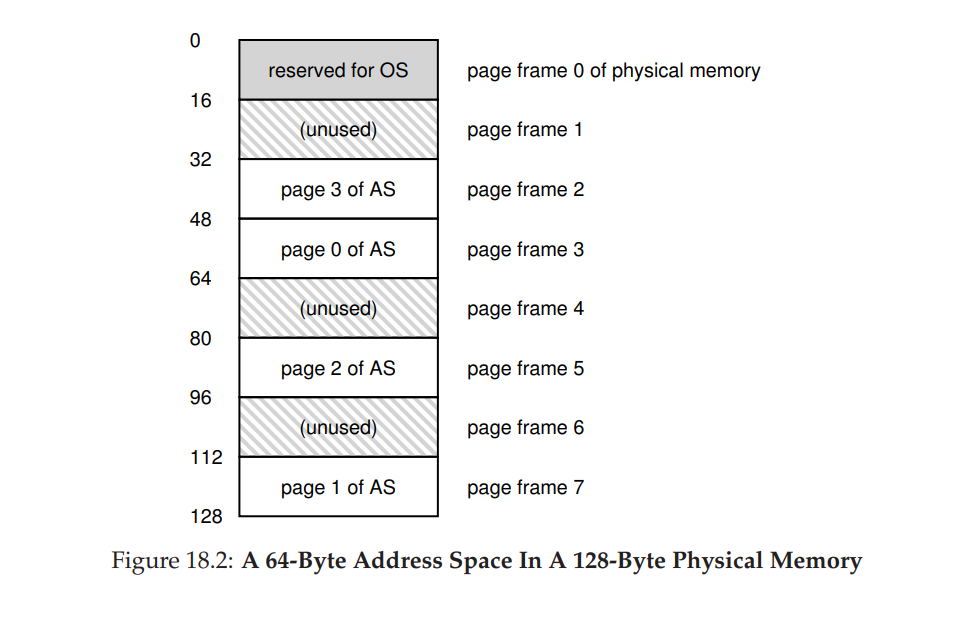 0
reserved for OS page frame 0 of physical memory
16
(unused) page frame 1
32
page 3 of AS page frame 2
48
page 0 of AS page frame 3
64
(unused) page frame 4
80
page 2 of AS page frame 5
96
(unused) page frame 6
112
page 1 of AS page frame 7
128
Figure 18.2: A 64-Byte Address Space In A 128-Byte Physical Memory